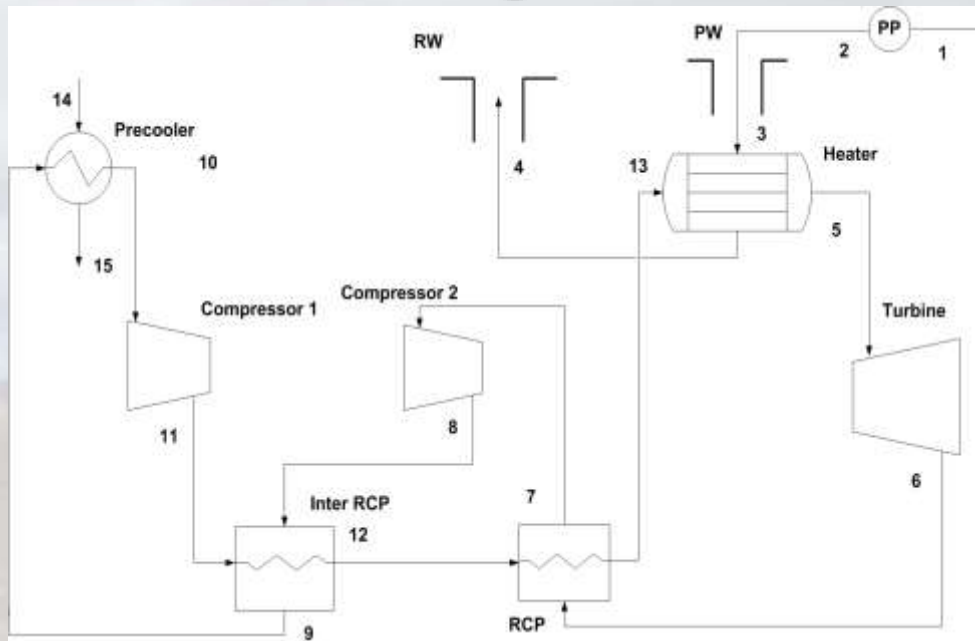 PP
RW
PW
2
1
14
Precooler
10
3
Heater
4
13
5
15
Compressor 1
Compressor 2
Turbine
11
8
6
Inter RCP
7
12
RCP
9